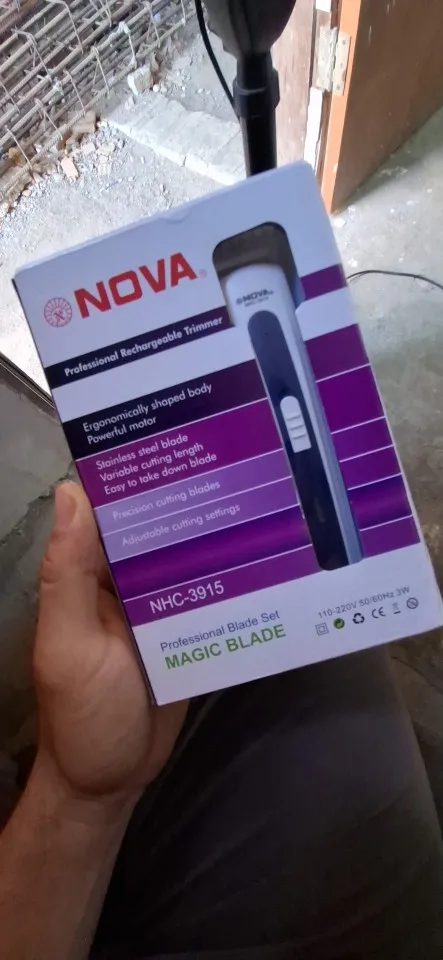 NOVA®
Professional Rechargeable Trimmer
NOVA
Ergonomically shaped body
Powerful motor
Stainless steel blade
Variable cutting length
Easy to take down blade
Precision cutting blades
Adjustable cutting settings
NHC-3915
Professional Blade Set
MAGIC BLADE
110-220V 50/60Hz 3W
CE